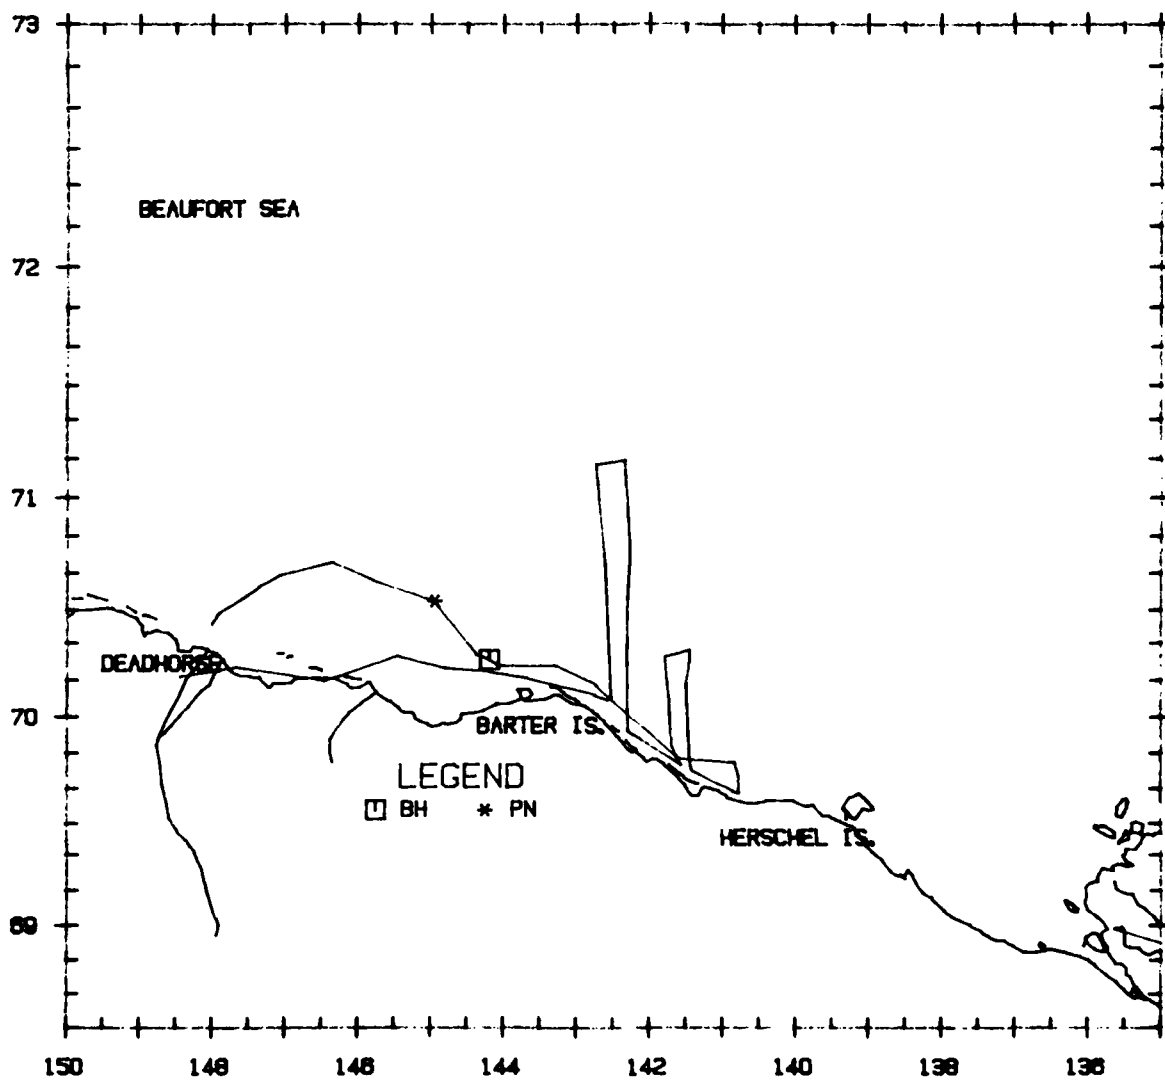 73
BEAUFORT SEA
72
71
DEADHORSE
70
BARTER IS.
LEGEND
BH PN
HERSCHEL IS.
69
150 148 146 144 142 140 138 136